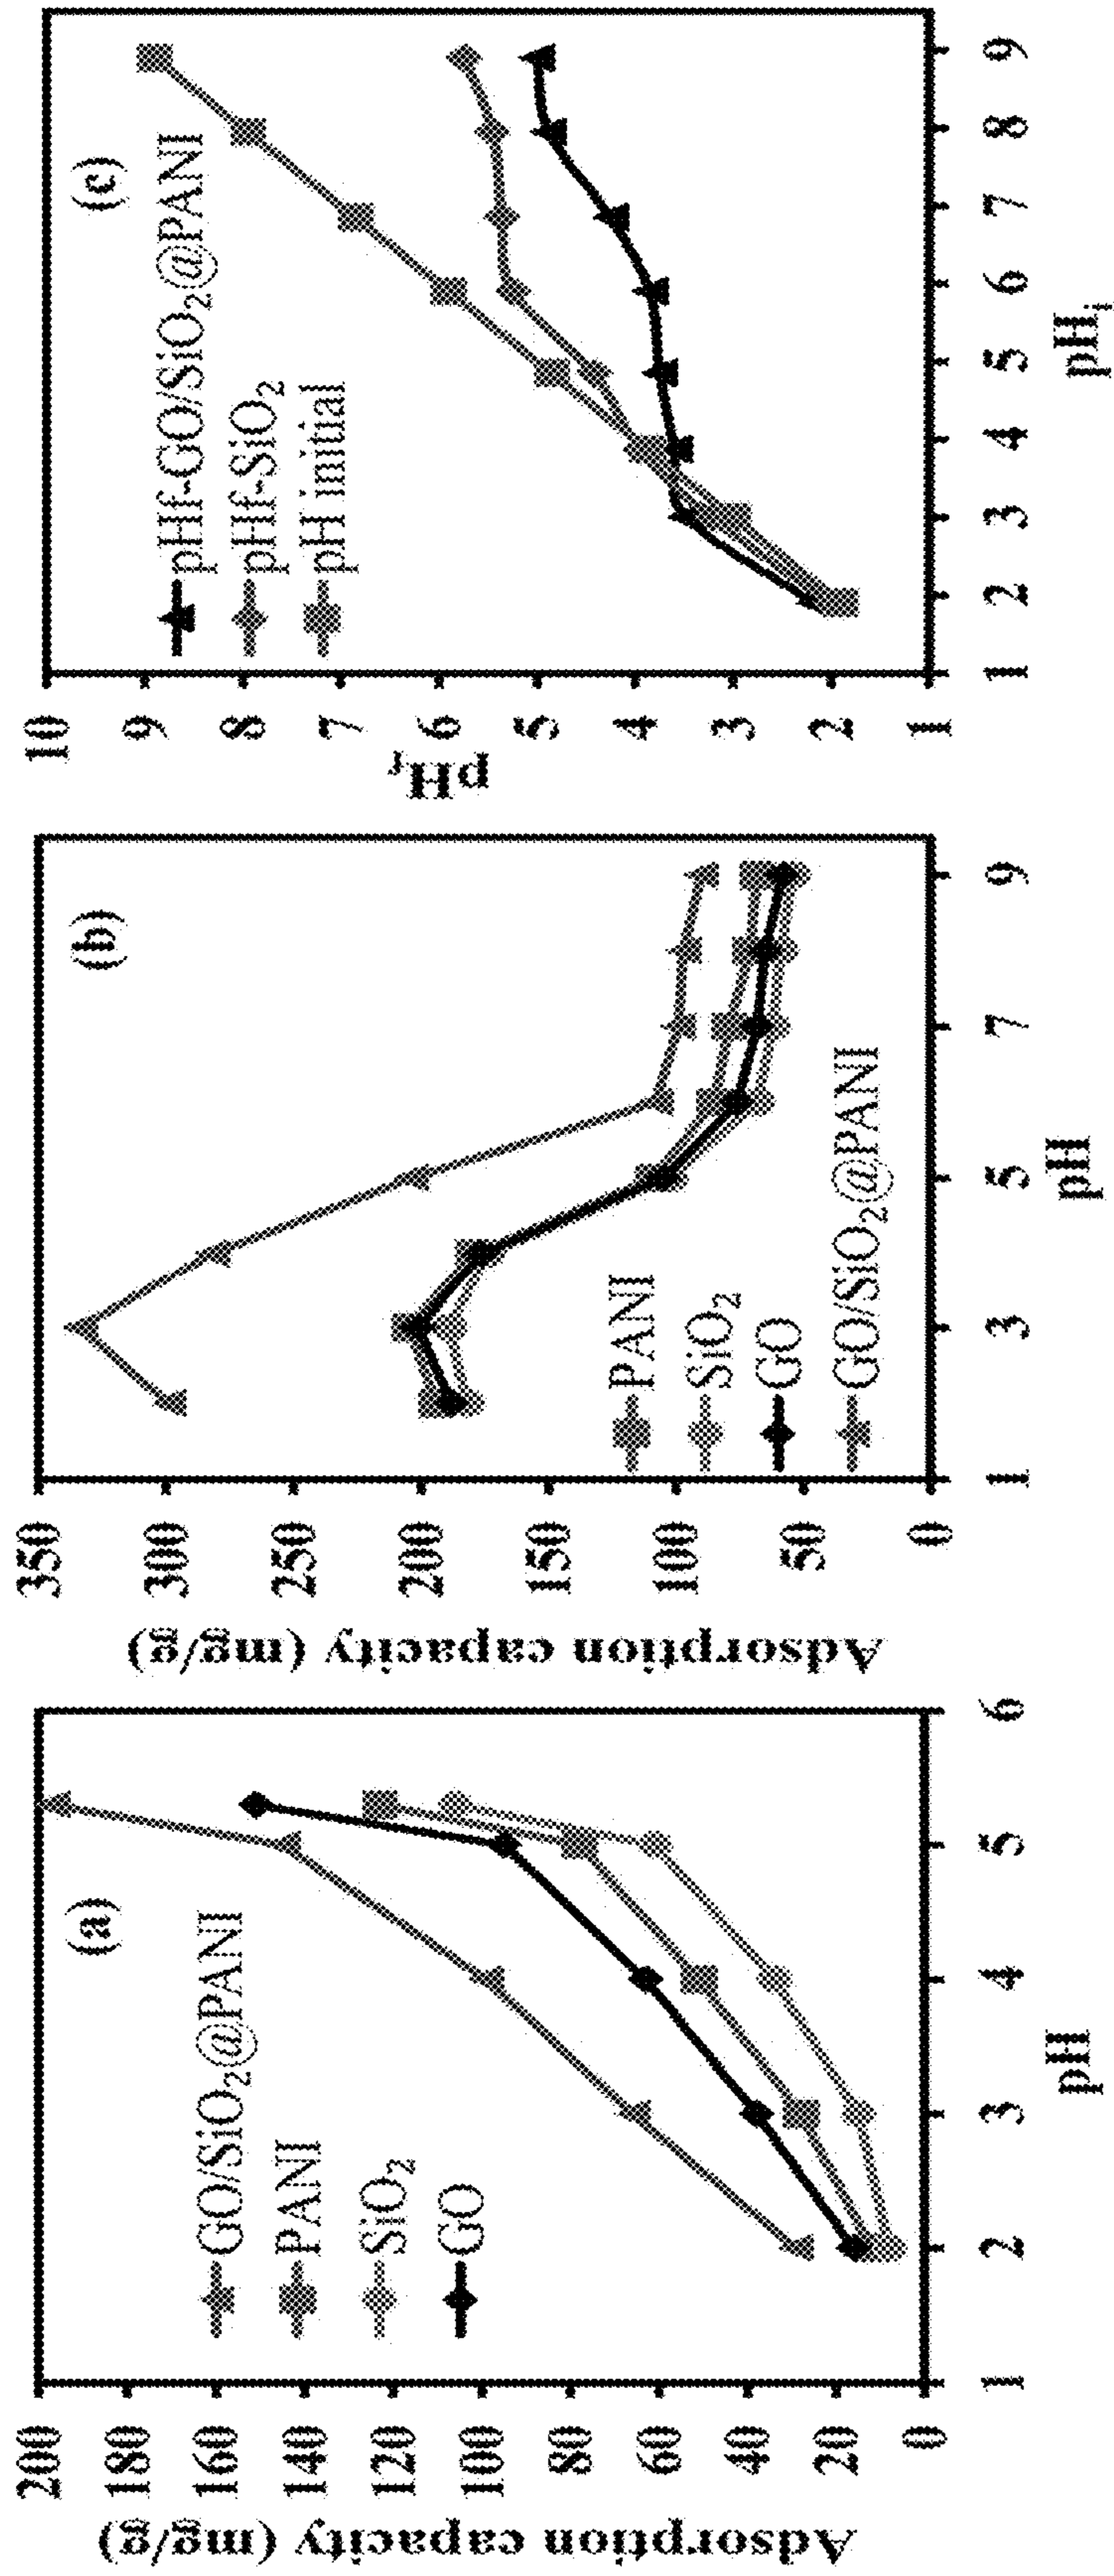 (a)
GO/SiO₂@PANI
PANI
SiO₂
GO
200
180
160
140
120
100
80
60
40
20
0
1
2
3
4
5
6
Adsorption capacity (mg/g)
pH
(b)
350
300
250
200
150
100
50
0
PANI
SiO₂
GO
GO/SiO₂@PANI
1
3
5
7
9
Adsorption capacity (mg/g)
pH
(c)
pHf-GO/SiO₂@PANI
pHf-SiO₂
pH initial
10
9
8
7
6
5
4
3
2
1
1
2
3
4
5
6
7
8
9
pHf
pHi